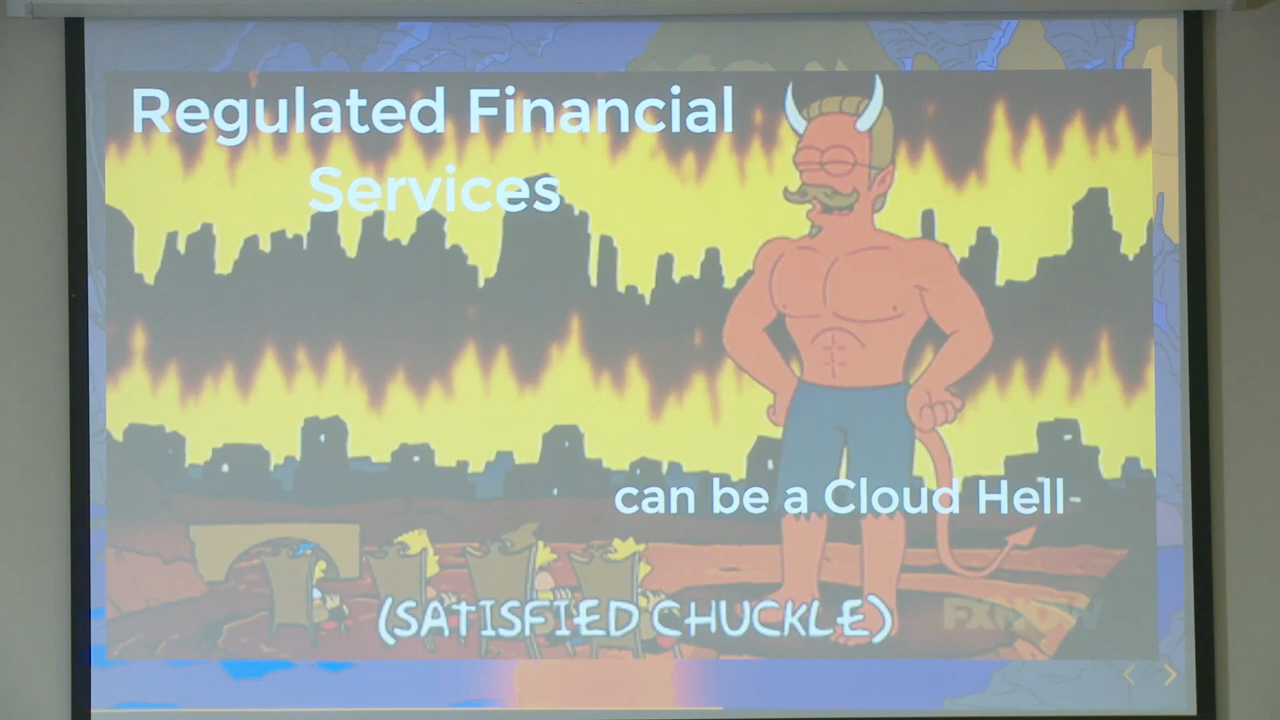 Regulated Financial
Services
can be a Cloud Hell
(SATISFIED CHUCKLE)
FXNOW